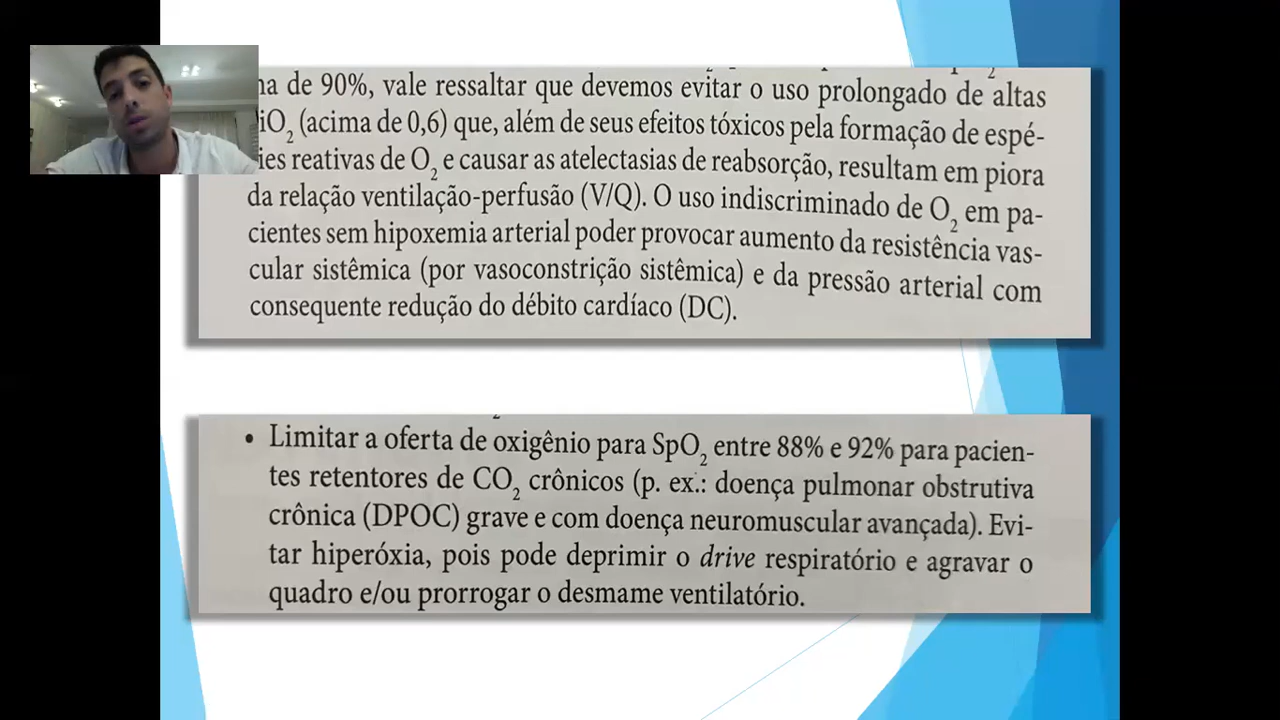 na de 90%, vale ressaltar que devemos evitar o uso prolongado de altas
iO₂ (acima de 0,6) que, além de seus efeitos tóxicos pela formação de espé-
ies reativas de O₂ e causar as atelectasias de reabsorção, resultam em piora
da relação ventilação-perfusão (V/Q). O uso indiscriminado de O₂ em pa-
cientes sem hipoxemia arterial poder provocar aumento da resistência vas-
cular sistêmica (por vasoconstrição sistêmica) e da pressão arterial com
consequente redução do débito cardíaco (DC).
• Limitar a oferta de oxigênio para SpO₂ entre 88% e 92% para pacien-
tes retentores de CO₂ crônicos (p. ex.: doença pulmonar obstrutiva
crônica (DPOC) grave e com doença neuromuscular avançada). Evi-
tar hiperóxia, pois pode deprimir o drive respiratório e agravar o
quadro e/ou prorrogar o desmame ventilatório.